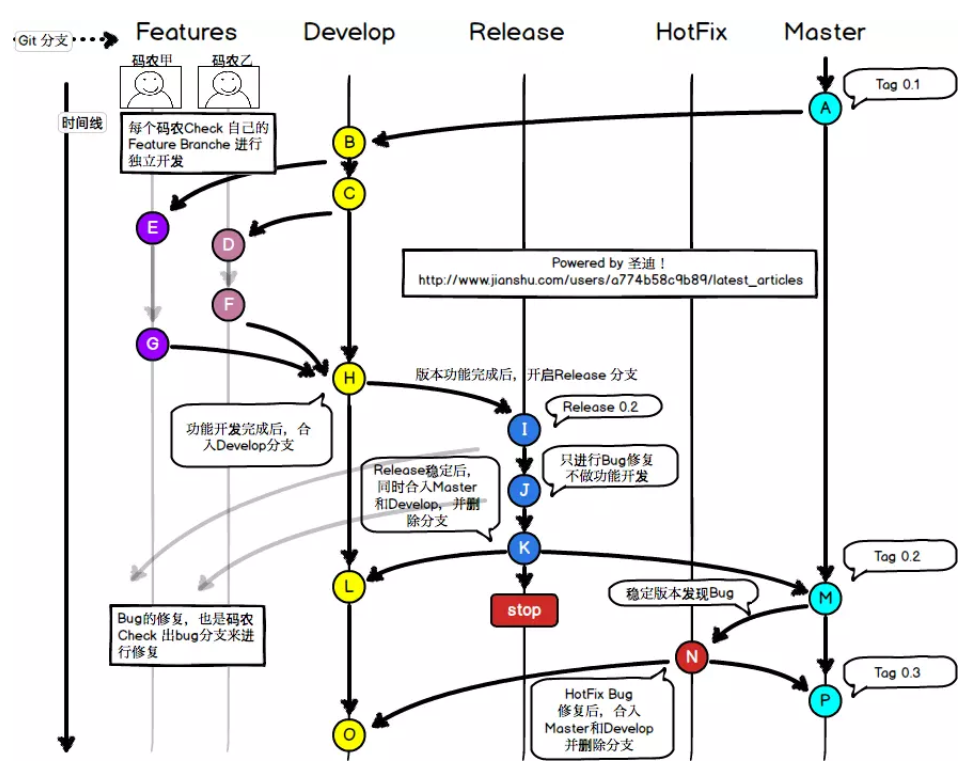 Git 分支
Features
Develop
Release
HotFix
Master
码农甲
码农乙
时间线
Tag 0.1
A
每个码农Check 自己的
Feature Branche 进行
独立开发
B
C
E
D
Powered by 圣迪！
http://www.jianshu.com/users/a774b58c9b89/latest_articles
F
G
H
版本功能完成后，开启Release 分支
Release 0.2
I
功能开发完成后，合
入Develop分支
只进行Bug修复
不做功能开发
J
Release稳定后，
同时合入Master
和Develop，并删
除分支
K
Tag 0.2
L
stop
稳定版本发现Bug
M
Bug的修复，也是码农
Check 出bug分支来进
行修复
N
Tag 0.3
P
HotFix Bug
修复后，合入
Master和Develop
并删除分支
O